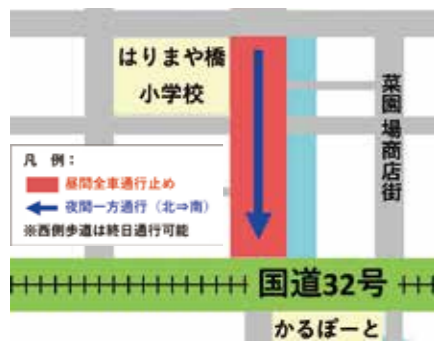 はりまや橋
小学校
菜園場商店街
凡 例：
昼間全車通行止め
夜間一方通行（北⇒南）
※西側歩道は終日通行可能
国道32号
かるぽーと